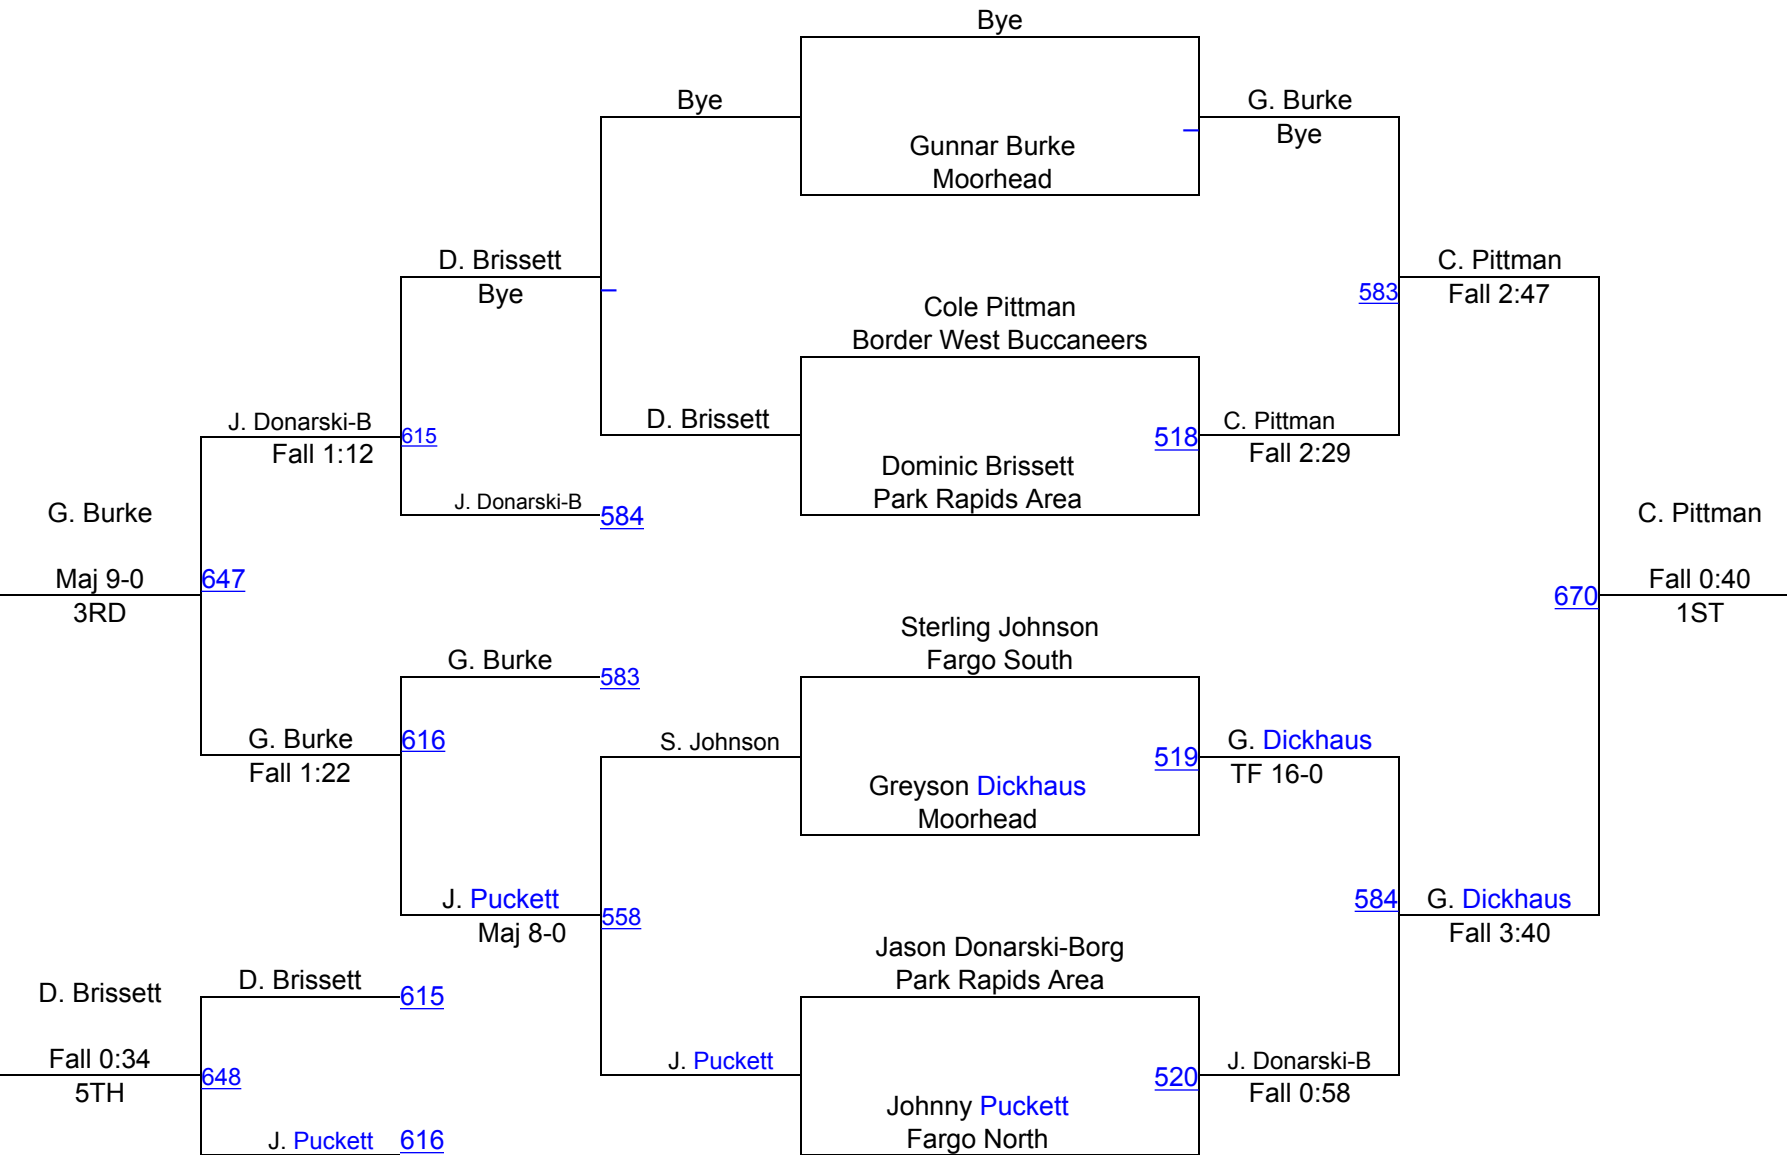 Bye
Bye
G. Burke
Bye
Gunnar Burke
Moorhead
D. Brissett
Bye
C. Pittman
Fall 2:47
583
Cole Pittman
Border West Buccaneers
J. Donarski-B
Fall 1:12
615
D. Brissett
518
C. Pittman
Fall 2:29
Dominic Brissett
Park Rapids Area
J. Donarski-B
584
G. Burke
Maj 9-0
3RD
647
C. Pittman
Fall 0:40
1ST
670
Sterling Johnson
Fargo South
G. Burke
583
G. Burke
Fall 1:22
616
S. Johnson
519
G. Dickhaus
TF 16-0
Greyson Dickhaus
Moorhead
J. Puckett
Maj 8-0
558
584
G. Dickhaus
Fall 3:40
Jason Donarski-Borg
Park Rapids Area
D. Brissett
D. Brissett
615
Fall 0:34
5TH
648
J. Puckett
520
J. Donarski-B
Fall 0:58
Johnny Puckett
Fargo North
J. Puckett
616